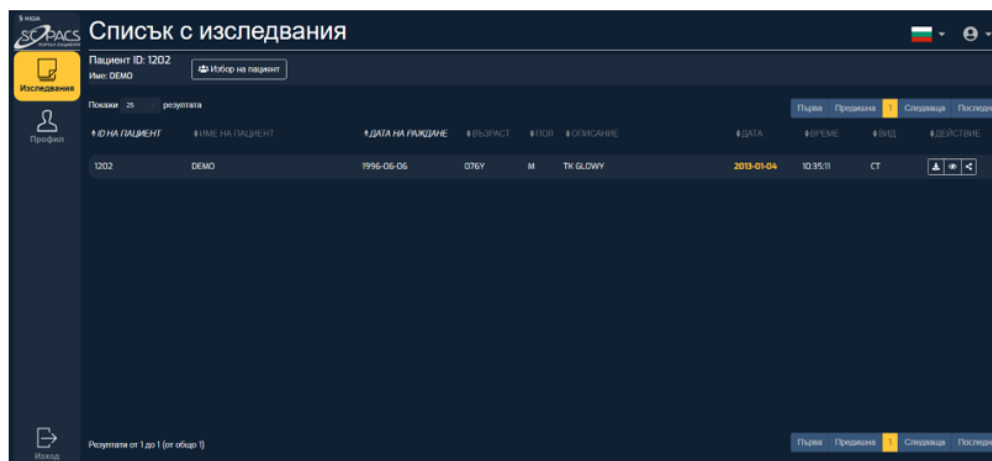 SCOPACS
Списък с изследвания
Изследвания
Профил
Изход
Пациент ID: 1202
Име: DEMO
Избор на пациент
Покажи 25 резултата
Първа Предишна 1 Следваща Последн
ID НА ПАЦИЕНТ ИМЕ НА ПАЦИЕНТ ДАТА НА РАЖДАНЕ ВЪЗРАСТ ПОЛ ОПИСАНИЕ ДАТА ВРЕМЕ ВИД ДЕЙСТВИЕ
1202 DEMO 1996-06-06 076Y M TK GLOWY 2013-01-04 10:35:11 CT
Резултати от 1 до 1 (от общо 1)
Първа Предишна 1 Следваща Последн